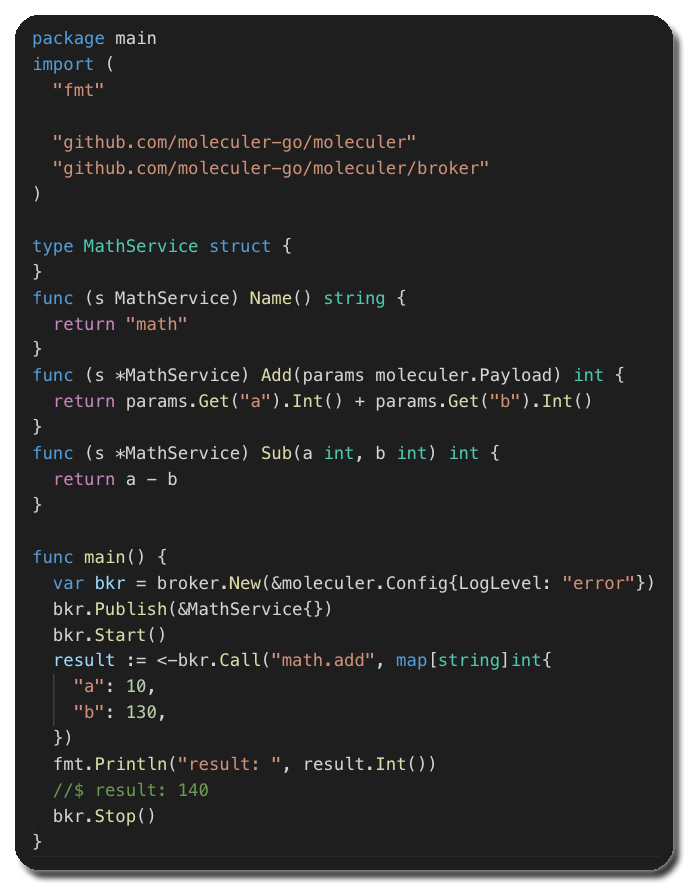 package main
import (
  "fmt"

  "github.com/moleculer-go/moleculer"
  "github.com/moleculer-go/moleculer/broker"
)

type MathService struct {
}
func (s MathService) Name() string {
  return "math"
}
func (s *MathService) Add(params moleculer.Payload) int {
  return params.Get("a").Int() + params.Get("b").Int()
}
func (s *MathService) Sub(a int, b int) int {
  return a - b
}

func main() {
  var bkr = broker.New(&moleculer.Config{LogLevel: "error"})
  bkr.Publish(&MathService{})
  bkr.Start()
  result := <-bkr.Call("math.add", map[string]int{
    "a": 10,
    "b": 130,
  })
  fmt.Println("result: ", result.Int())
  //$ result: 140
  bkr.Stop()
}